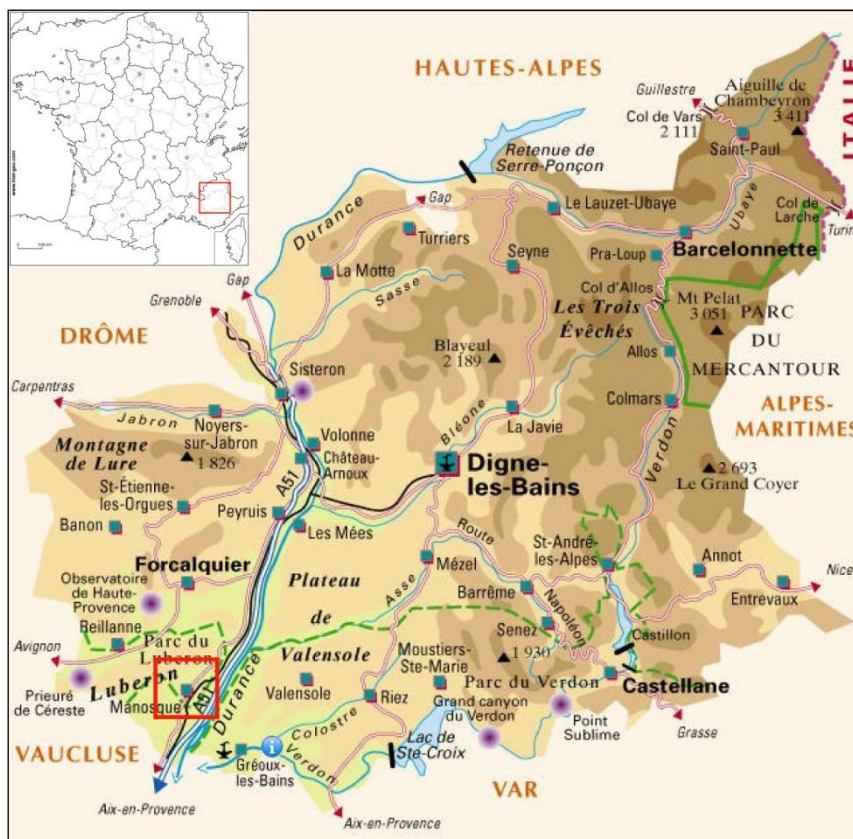 www.hist-geo.com
HAUTES-ALPES
Guillestre
Aiguille de
Chambeyron
3 411
Col de Vars
2 111
ITALIE
Saint-Paul
Retenue de
Serre-Ponçon
Ubaye
Col de
Larche
Turin
Gap
Le Lauzet-Ubaye
Durance
Turriers
Seyne
Pra-Loup
Barcelonnette
La Motte
Sasse
Gap
Grenoble
Col d'Allos
Mt Pelat
3 051
PARC
DU
MERCANTOUR
Les Trois
Évêchés
DRÔME
Blayeul
2 189
Allos
Sisteron
Carpentras
Jabron
Noyers-
sur-Jabron
Colmars
ALPES-
MARITIMES
La Javie
Bléone
Volonne
Montagne
de Lure
1 826
Château-
Arnoux
A51
Digne-
les-Bains
Verdon
2 693
Le Grand Coyer
St-Étienne
les-Orgues
Banon
Peyruis
Les Mées
Route
Napoléon
St-André
les-Alpes
Annot
Nice
Forcalquier
Mézel
Asse
Barrême
Entrevaux
Observatoire
de Haute-
Provence
Plateau
de
Valensole
Reillanne
Senez
Castillon
Avignon
Parc du
Luberon
Moustiers-
Ste-Marie
1 930
Luberon
Parc du Verdon
Castellane
Prieuré
de Céreste
Manosque
A51
Durance
Valensole
Riez
Grand canyon
du Verdon
Point
Sublime
Grasse
VAUCLUSE
Colostre
Verdon
Lac de
Ste-Croix
Gréoux-
les-Bains
VAR
Aix-en-Provence
Aix-en-Provence